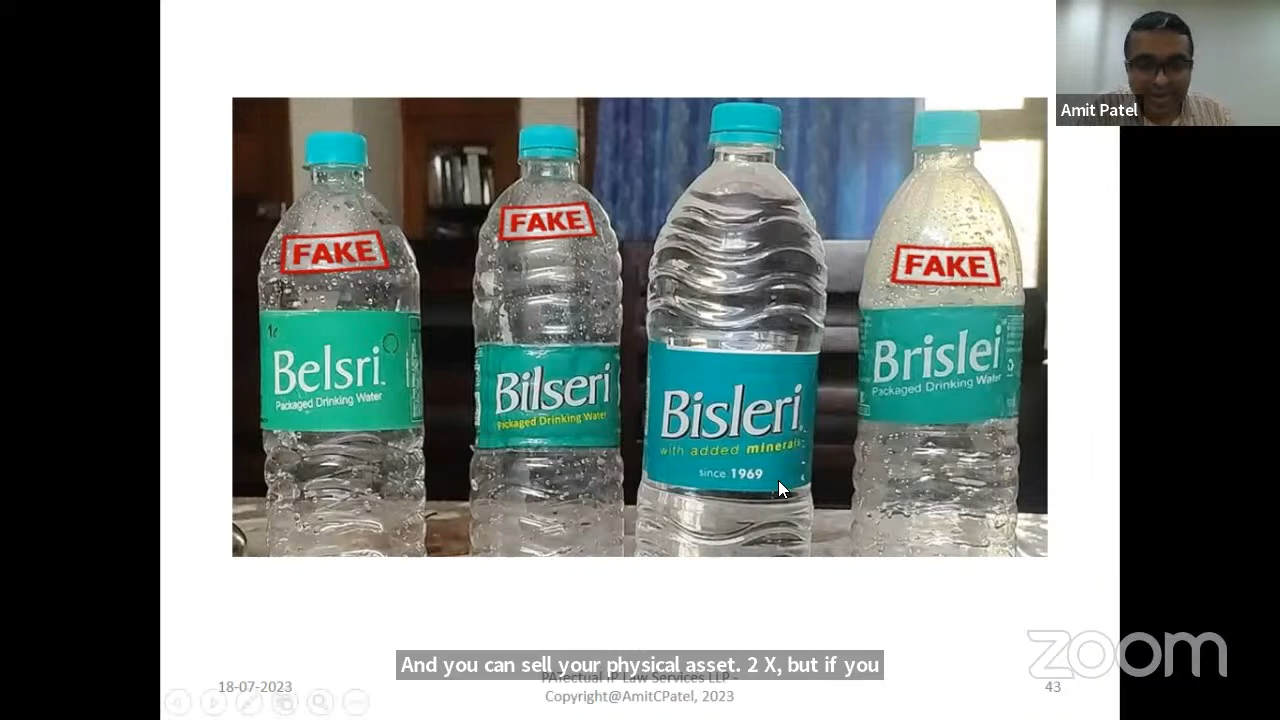 Amit Patel
FAKE
FAKE
FAKE
Belsri
Packaged Drinking Water
Bilseri
Packaged Drinking Water
Bisleri
with added minerals
since 1969
Brislei
Packaged Drinking Water
And you can sell your physical asset. 2 X, but if you
18-07-2023
IP Law Services LLP -
Copyright@AmitCPatel, 2023
43
zoom